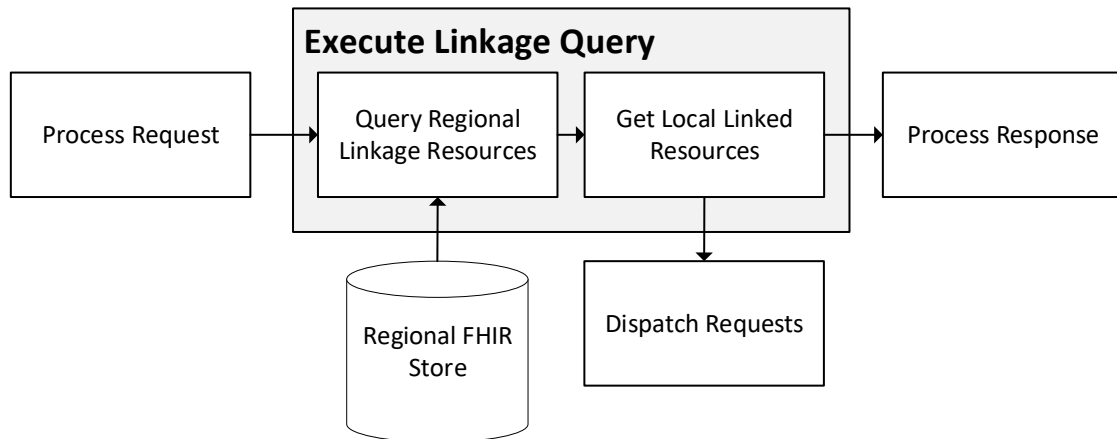 Execute Linkage Query
Process Request
Query Regional
Linkage Resources
Get Local Linked
Resources
Process Response
Regional FHIR
Store
Dispatch Requests